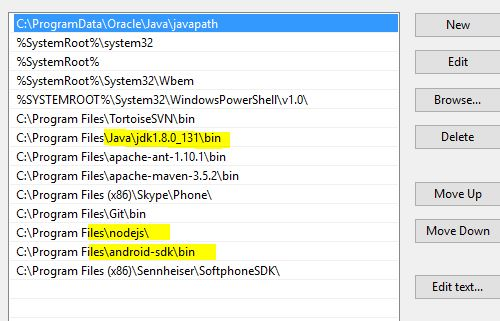 C:\ProgramData\Oracle\Java\javapath
%SystemRoot%\system32
%SystemRoot%
%SystemRoot%\System32\Wbem
%SYSTEMROOT%\System32\WindowsPowerShell\v1.0\
C:\Program Files\TortoiseSVN\bin
C:\Program Files\Java\jdk1.8.0_131\bin
C:\Program Files\apache-ant-1.10.1\bin
C:\Program Files\apache-maven-3.5.2\bin
C:\Program Files (x86)\Skype\Phone\
C:\Program Files\Git\bin
C:\Program Files\nodejs\
C:\Program Files\android-sdk\bin
C:\Program Files (x86)\Sennheiser\SoftphoneSDK\
New
Edit
Browse...
Delete
Move Up
Move Down
Edit text...